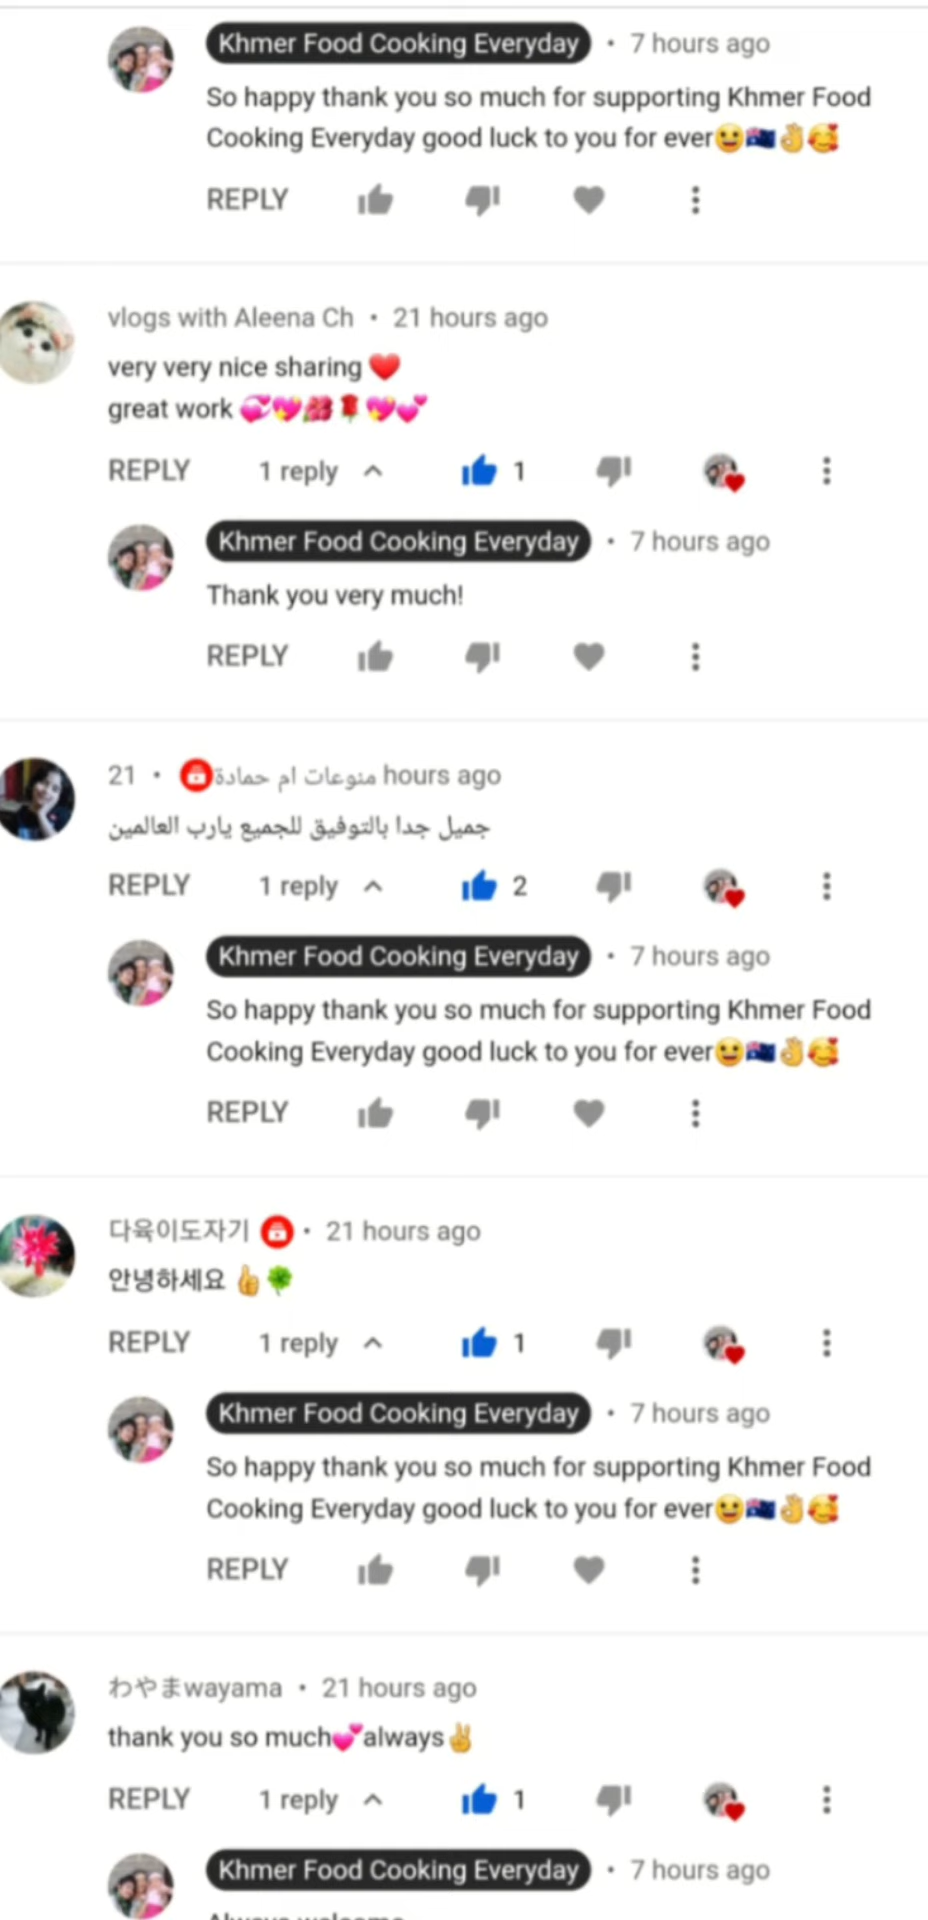 Khmer Food Cooking Everyday • 7 hours ago
So happy thank you so much for supporting Khmer Food
Cooking Everyday good luck to you for ever😀🇦🇺👌🥰
REPLY
vlogs with Aleena Ch • 21 hours ago
very very nice sharing ❤️
great work 💞💖🌺🌹💖💕
REPLY 1 reply 1
Khmer Food Cooking Everyday • 7 hours ago
Thank you very much!
REPLY
21 • منوعات ام حمادة hours ago
جميل جدا بالتوفيق للجميع يارب العالمين
REPLY 1 reply 2
Khmer Food Cooking Everyday • 7 hours ago
So happy thank you so much for supporting Khmer Food
Cooking Everyday good luck to you for ever😀🇦🇺👌🥰
REPLY
다육이도자기 • 21 hours ago
안녕하세요 👍🍀
REPLY 1 reply 1
Khmer Food Cooking Everyday • 7 hours ago
So happy thank you so much for supporting Khmer Food
Cooking Everyday good luck to you for ever😀🇦🇺👌🥰
REPLY
わやまwayama • 21 hours ago
thank you so much💕always✌️
REPLY 1 reply 1
Khmer Food Cooking Everyday • 7 hours ago